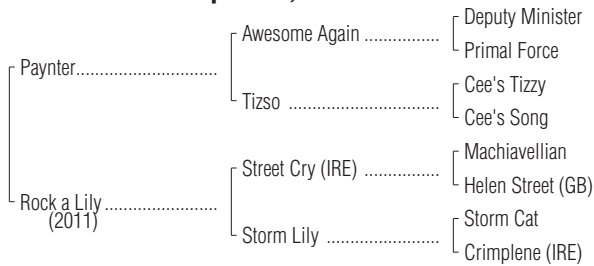 Deputy Minister
Awesome Again ................
Primal Force
Paynter..............................
Cee's Tizzy
Tizso ................................
Cee's Song
Machiavellian
Street Cry (IRE) ................
Helen Street (GB)
Rock a Lily ........................
(2011)
Storm Cat
Storm Lily ........................
Crimplene (IRE)